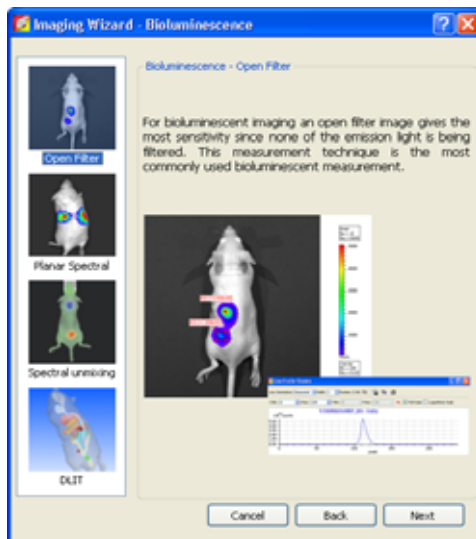 Imaging Wizard - Bioluminescence
Bioluminescence - Open Filter
Open Filter
Planar Spectral
Spectral unmixing
DLIT
For bioluminescent imaging an open filter image gives the
most sensitivity since none of the emission light is being
filtered. This measurement technique is the most
commonly used bioluminescent measurement.
Cancel
Back
Next